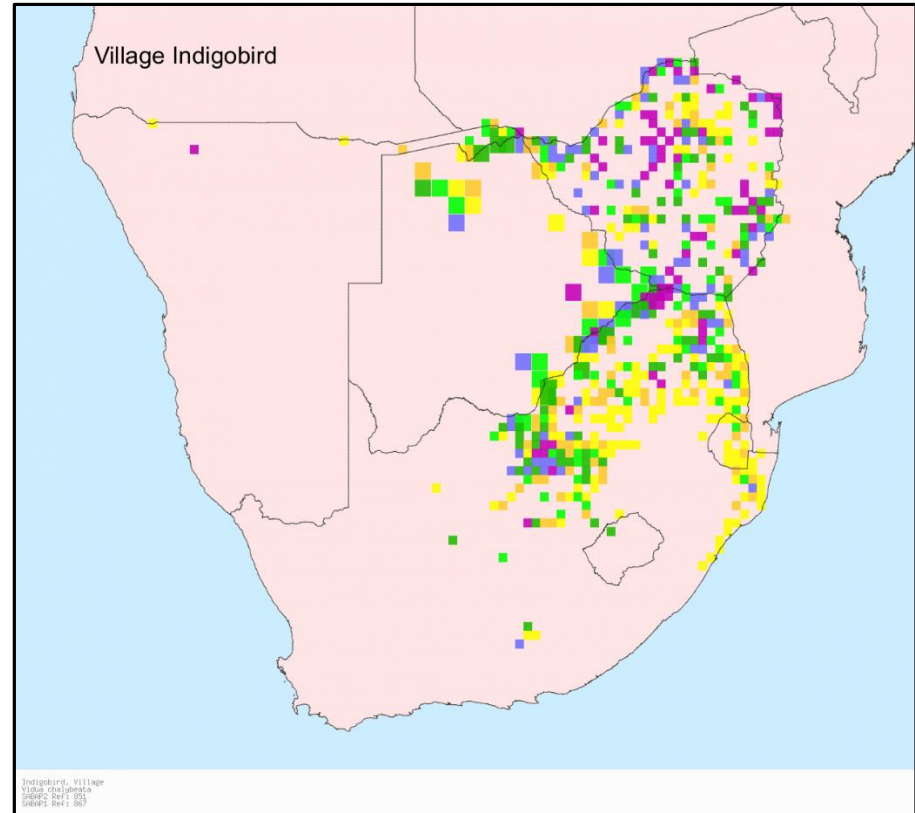 Village Indigobird
Indigobird, Village
Vidua chalybeata
SABAP2 Ref: 851
SABAP1 Ref: 867